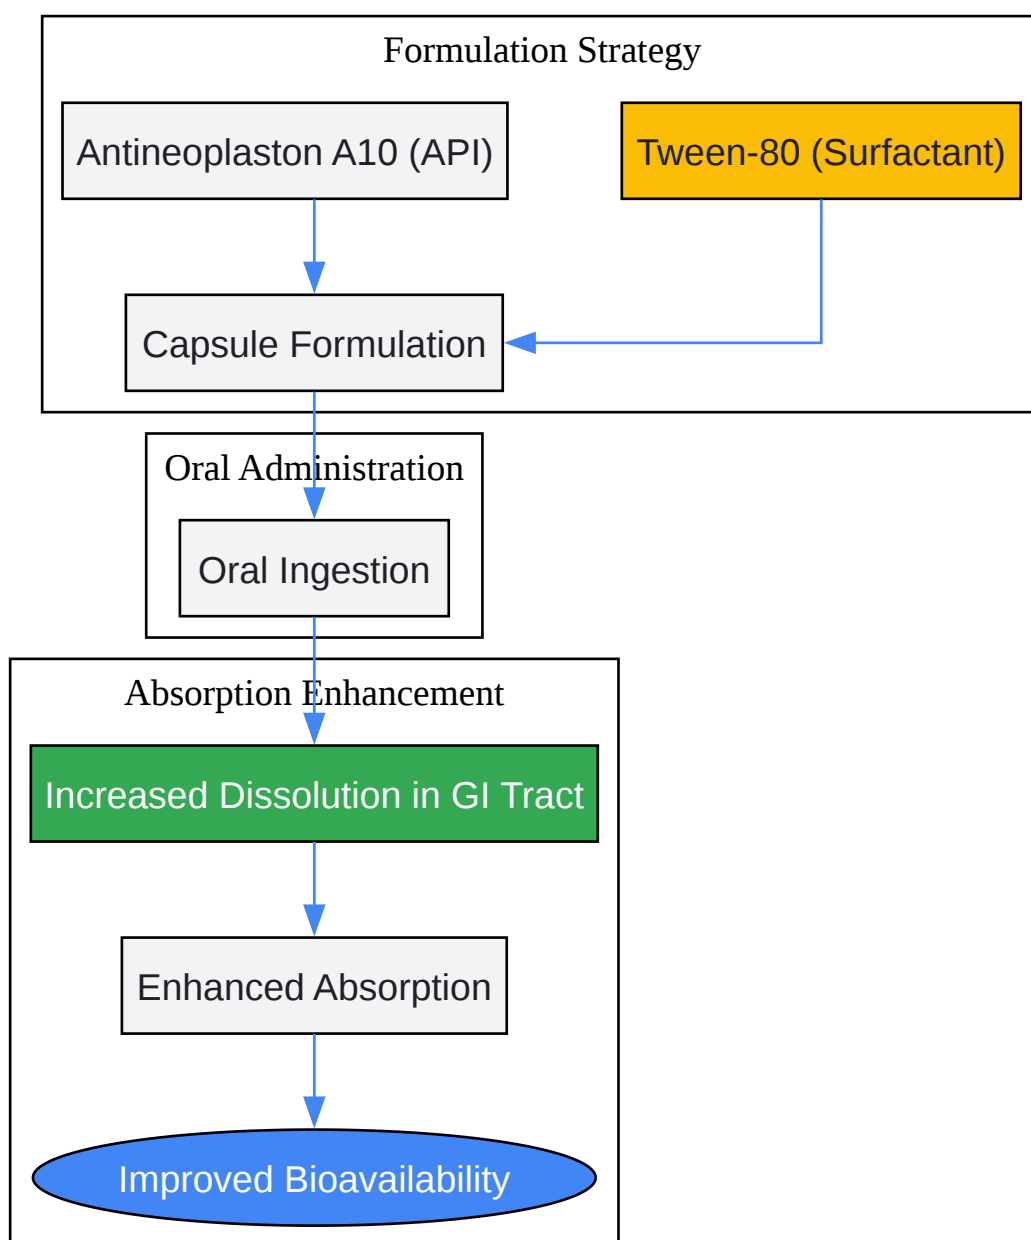 Formulation Strategy
Antineoplaston A10 (API)
Tween-80 (Surfactant)
Capsule Formulation
Oral Administration
Oral Ingestion
Absorption Enhancement
Increased Dissolution in GI Tract
Enhanced Absorption
Improved Bioavailability